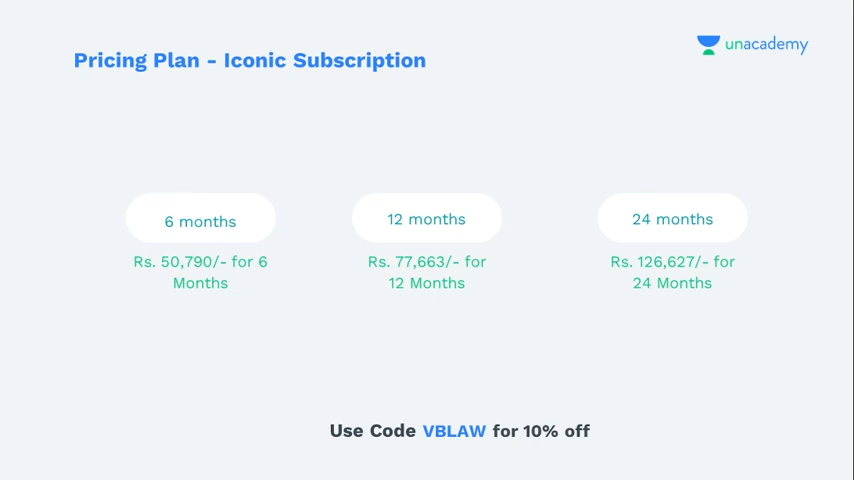 Pricing Plan - Iconic Subscription
unacademy
6 months
12 months
24 months
Rs. 50,790/- for 6
Months
Rs. 77,663/- for
12 Months
Rs. 126,627/- for
24 Months
Use Code VBLAW for 10% off